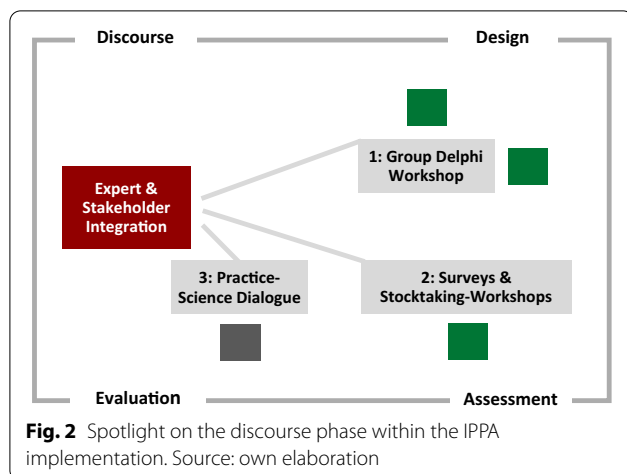 Discourse
Design
1: Group Delphi
Workshop
Expert &
Stakeholder
Integration
3: Practice-
Science Dialogue
2: Surveys &
Stocktaking-Workshops
Evaluation
Assessment
Fig. 2 Spotlight on the discourse phase within the IPPA
implementation. Source: own elaboration